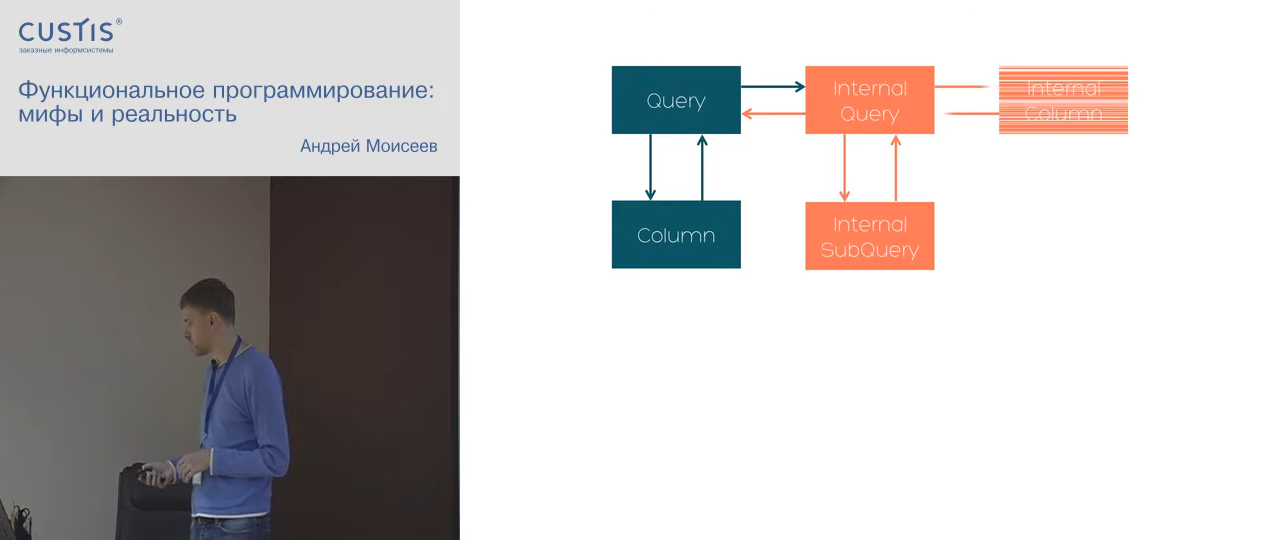 CUSTIS®
заказные информсистемы
Функциональное программирование:
мифы и реальность
Андрей Моисеев
Query
Internal
Query
Internal
Column
Column
Internal
SubQuery